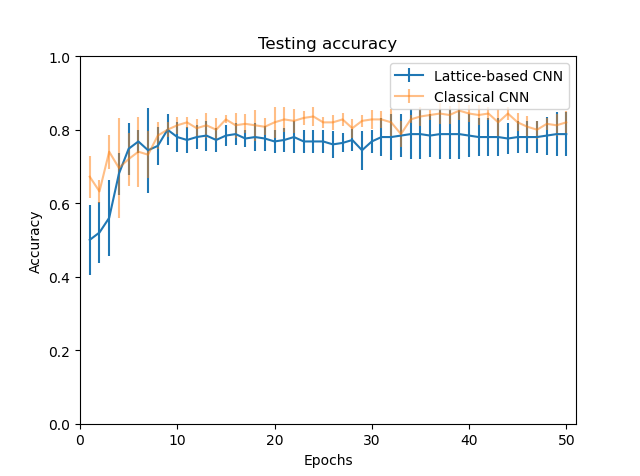 Testing accuracy
Lattice-based CNN
Classical CNN
1.0
0.8
0.6
0.4
0.2
0.0
Accuracy
0 10 20 30 40 50
Epochs